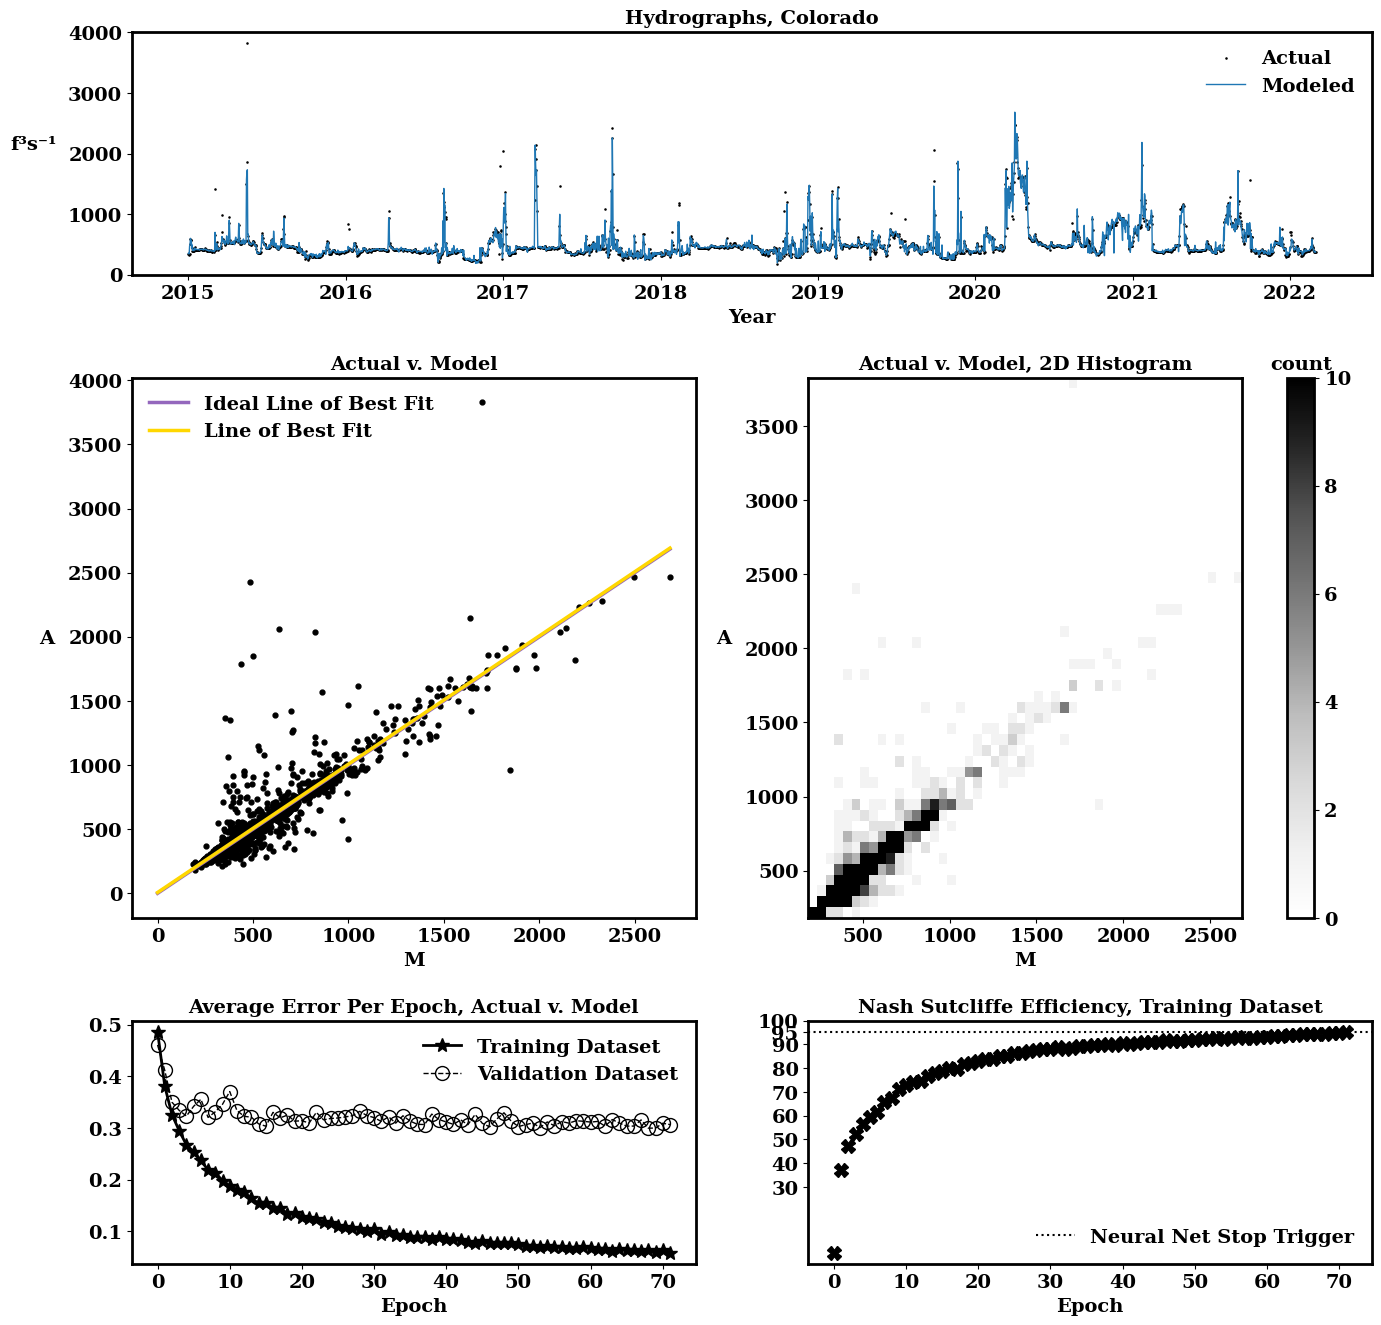 Hydrographs, Colorado
4000
3000
f³s⁻¹
2000
1000
0
Actual
Modeled
2015 2016 2017 2018 2019 2020 2021 2022
Year
Actual v. Model
4000
3500
3000
2500
2000
A
1500
1000
500
0
Ideal Line of Best Fit
Line of Best Fit
0 500 1000 1500 2000 2500
M
Actual v. Model, 2D Histogram
3500
3000
2500
2000
A
1500
1000
500
500 1000 1500 2000 2500
M
count
10
8
6
4
2
0
Average Error Per Epoch, Actual v. Model
0.5
0.4
0.3
0.2
0.1
Training Dataset
Validation Dataset
0 10 20 30 40 50 60 70
Epoch
Nash Sutcliffe Efficiency, Training Dataset
100
95
90
80
70
60
50
40
30
Neural Net Stop Trigger
0 10 20 30 40 50 60 70
Epoch